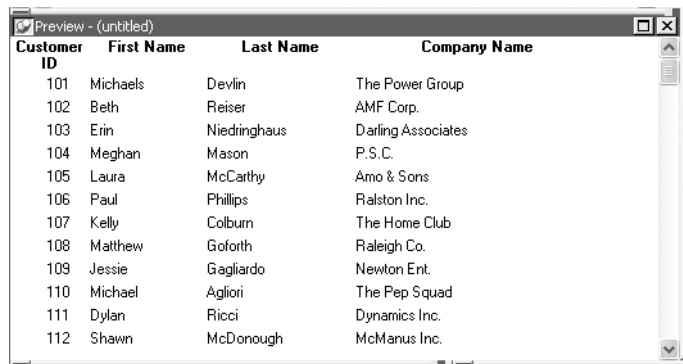 Preview - (untitled)
Customer ID First Name Last Name Company Name
101 Michaels Devlin The Power Group
102 Beth Reiser AMF Corp.
103 Erin Niedringhaus Darling Associates
104 Meghan Mason P.S.C.
105 Laura McCarthy Amo & Sons
106 Paul Phillips Ralston Inc.
107 Kelly Colburn The Home Club
108 Matthew Goforth Raleigh Co.
109 Jessie Gagliardo Newton Ent.
110 Michael Agliori The Pep Squad
111 Dylan Ricci Dynamics Inc.
112 Shawn McDonough McManus Inc.